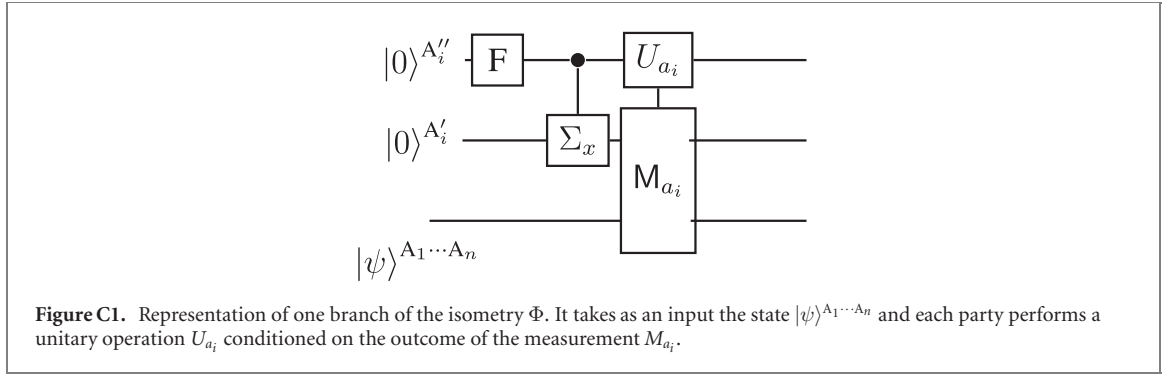 |0⟩^{A_i''} F U_{a_i}
|0⟩^{A_i'} Σ_x M_{a_i}
|ψ⟩^{A_1⋯A_n}
Figure C1. Representation of one branch of the isometry Φ. It takes as an input the state |ψ⟩^{A_1⋯A_n} and each party performs a
unitary operation U_{a_i} conditioned on the outcome of the measurement M_{a_i}.